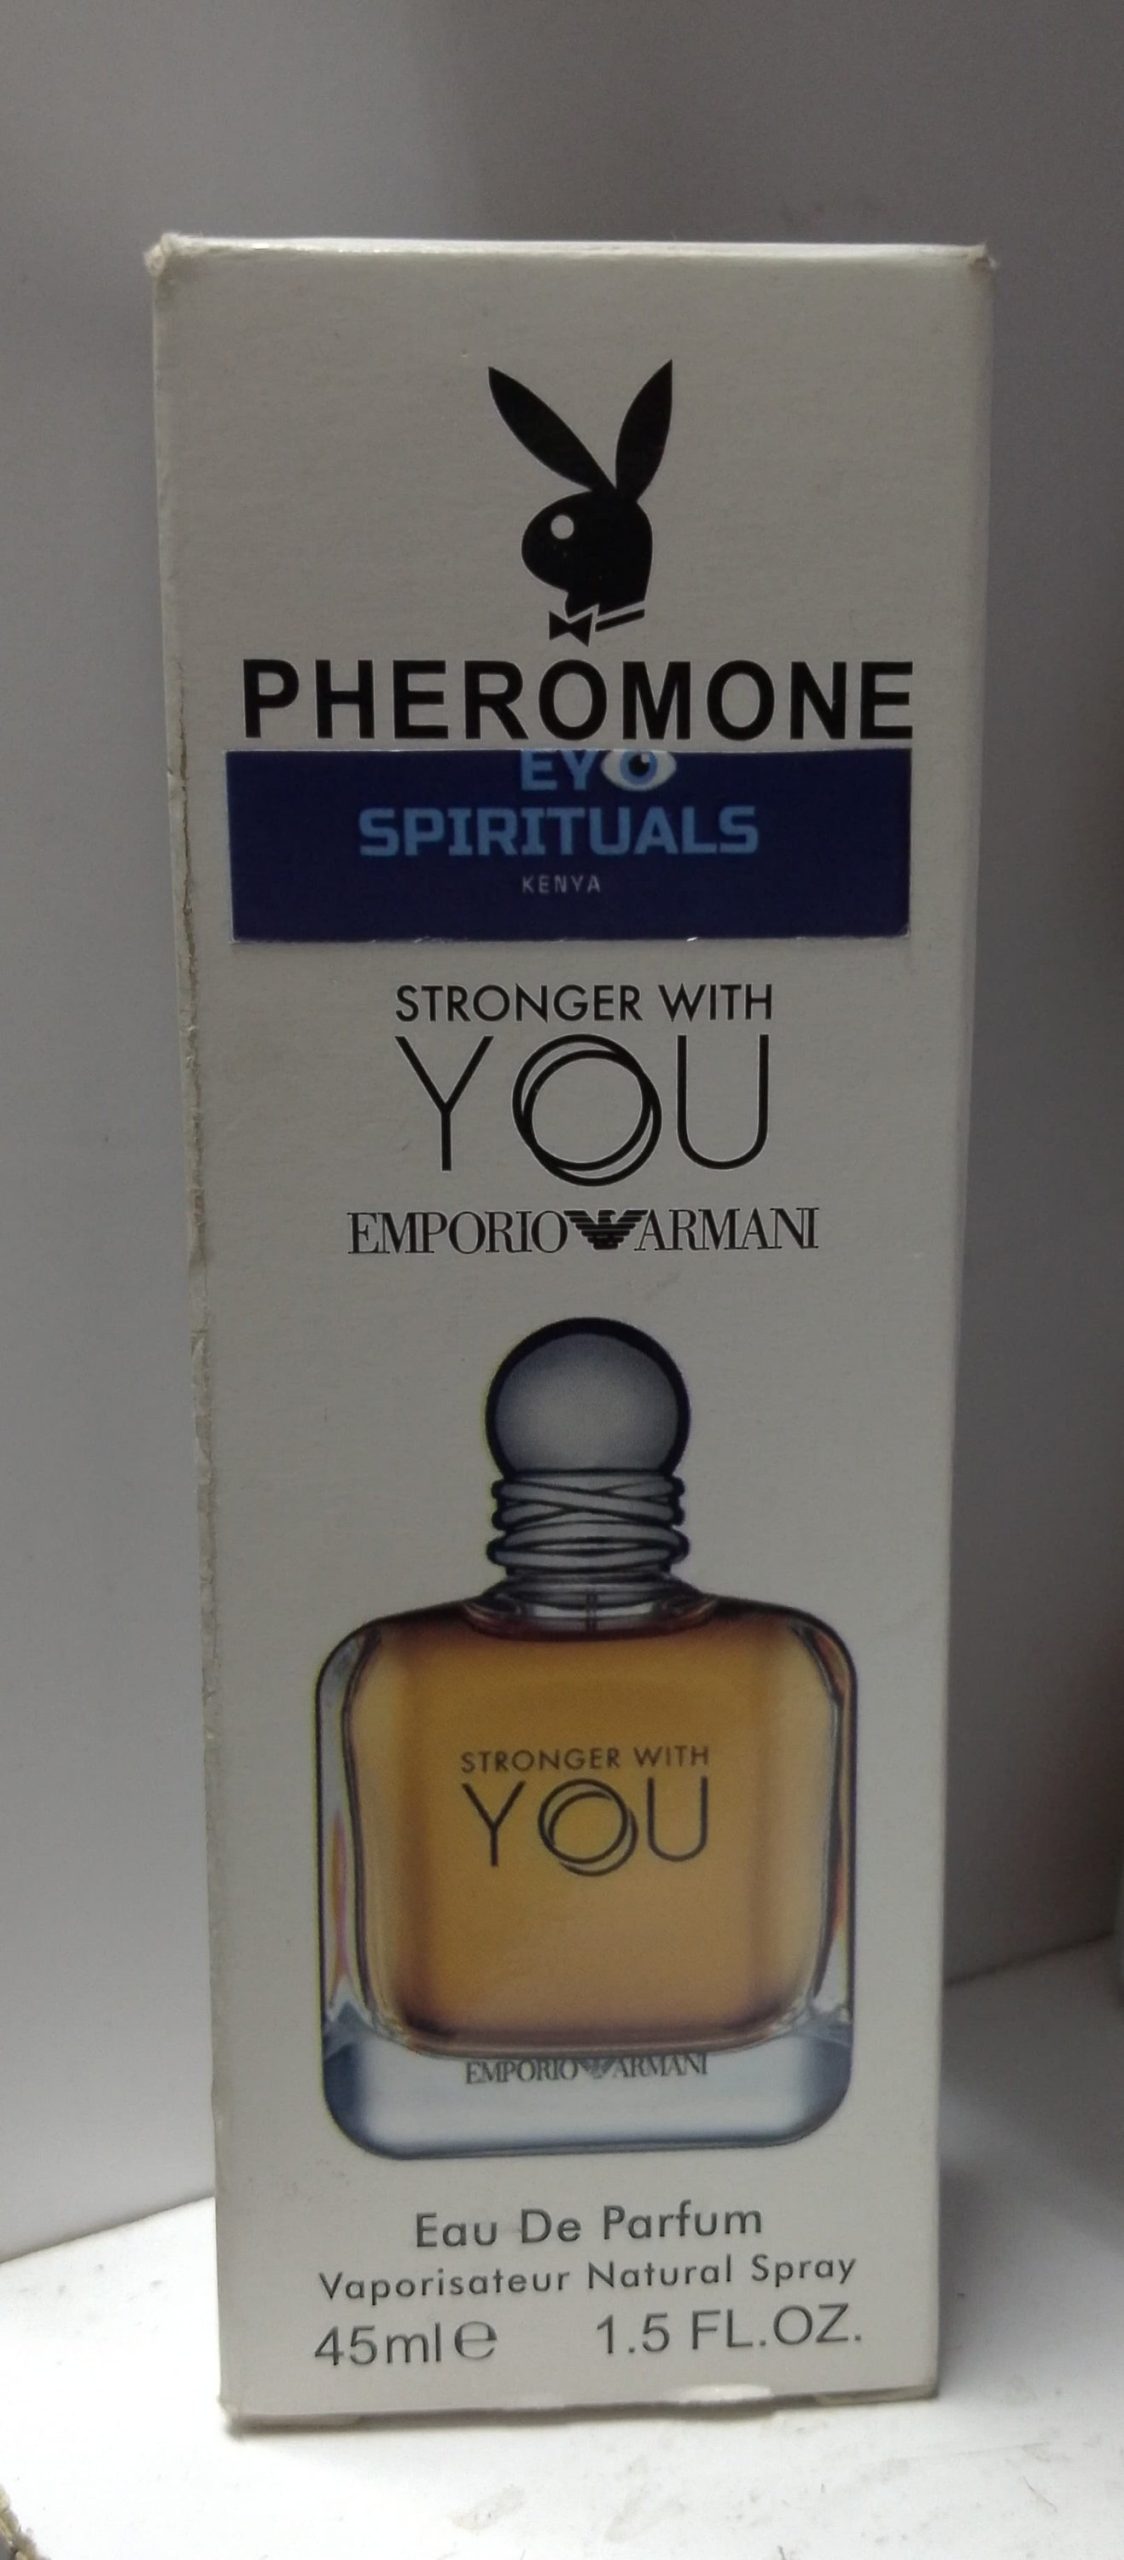 PHEROMONE
EYO
SPIRITUALS
KENYA
STRONGER WITH
YOU
EMPORIO ARMANI
STRONGER WITH
YOU
EMPORIO ARMANI
Eau De Parfum
Vaporisateur Natural Spray
45ml℮ 1.5 FL.OZ.